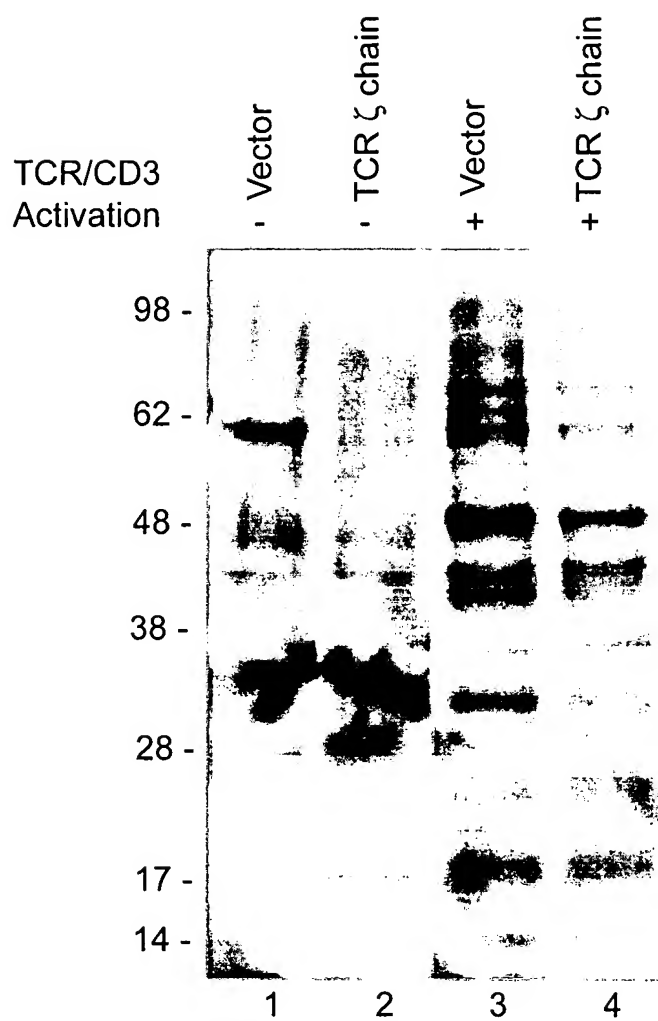 TCR/CD3
Activation
- Vector
- TCR ζ chain
+ Vector
+ TCR ζ chain
98 -
62 -
48 -
38 -
28 -
17 -
14 -
1 2 3 4